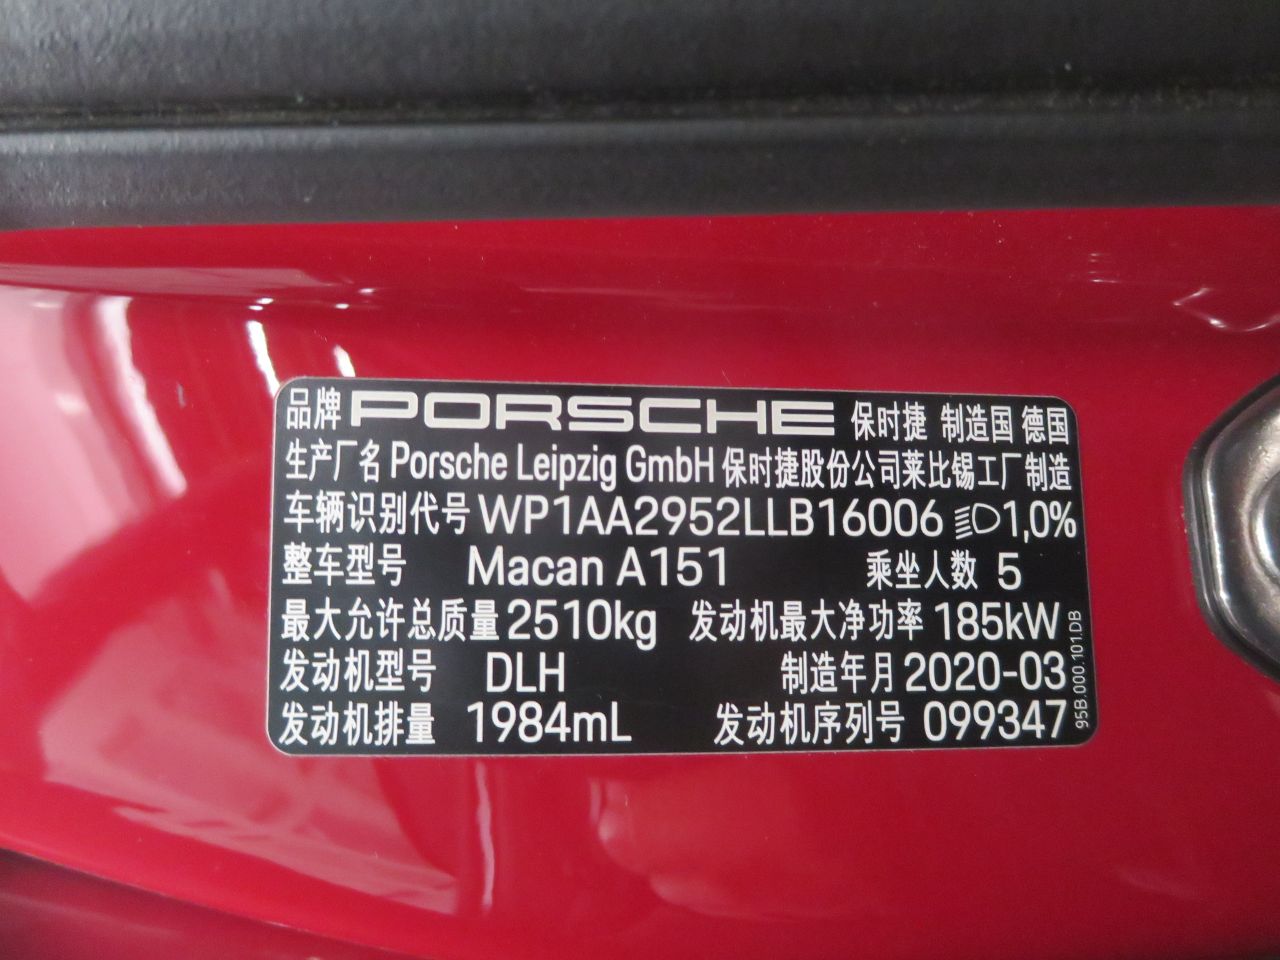 品牌 PORSCHE 保时捷 制造国 德国
生产厂名 Porsche Leipzig GmbH 保时捷股份公司莱比锡工厂制造
车辆识别代号 WP1AA2952LLB16006 1,0%
整车型号 Macan A151 乘坐人数 5
最大允许总质量 2510kg 发动机最大净功率 185kW
发动机型号 DLH 制造年月 2020-03
发动机排量 1984mL 发动机序列号 099347
95B.000.101.DB